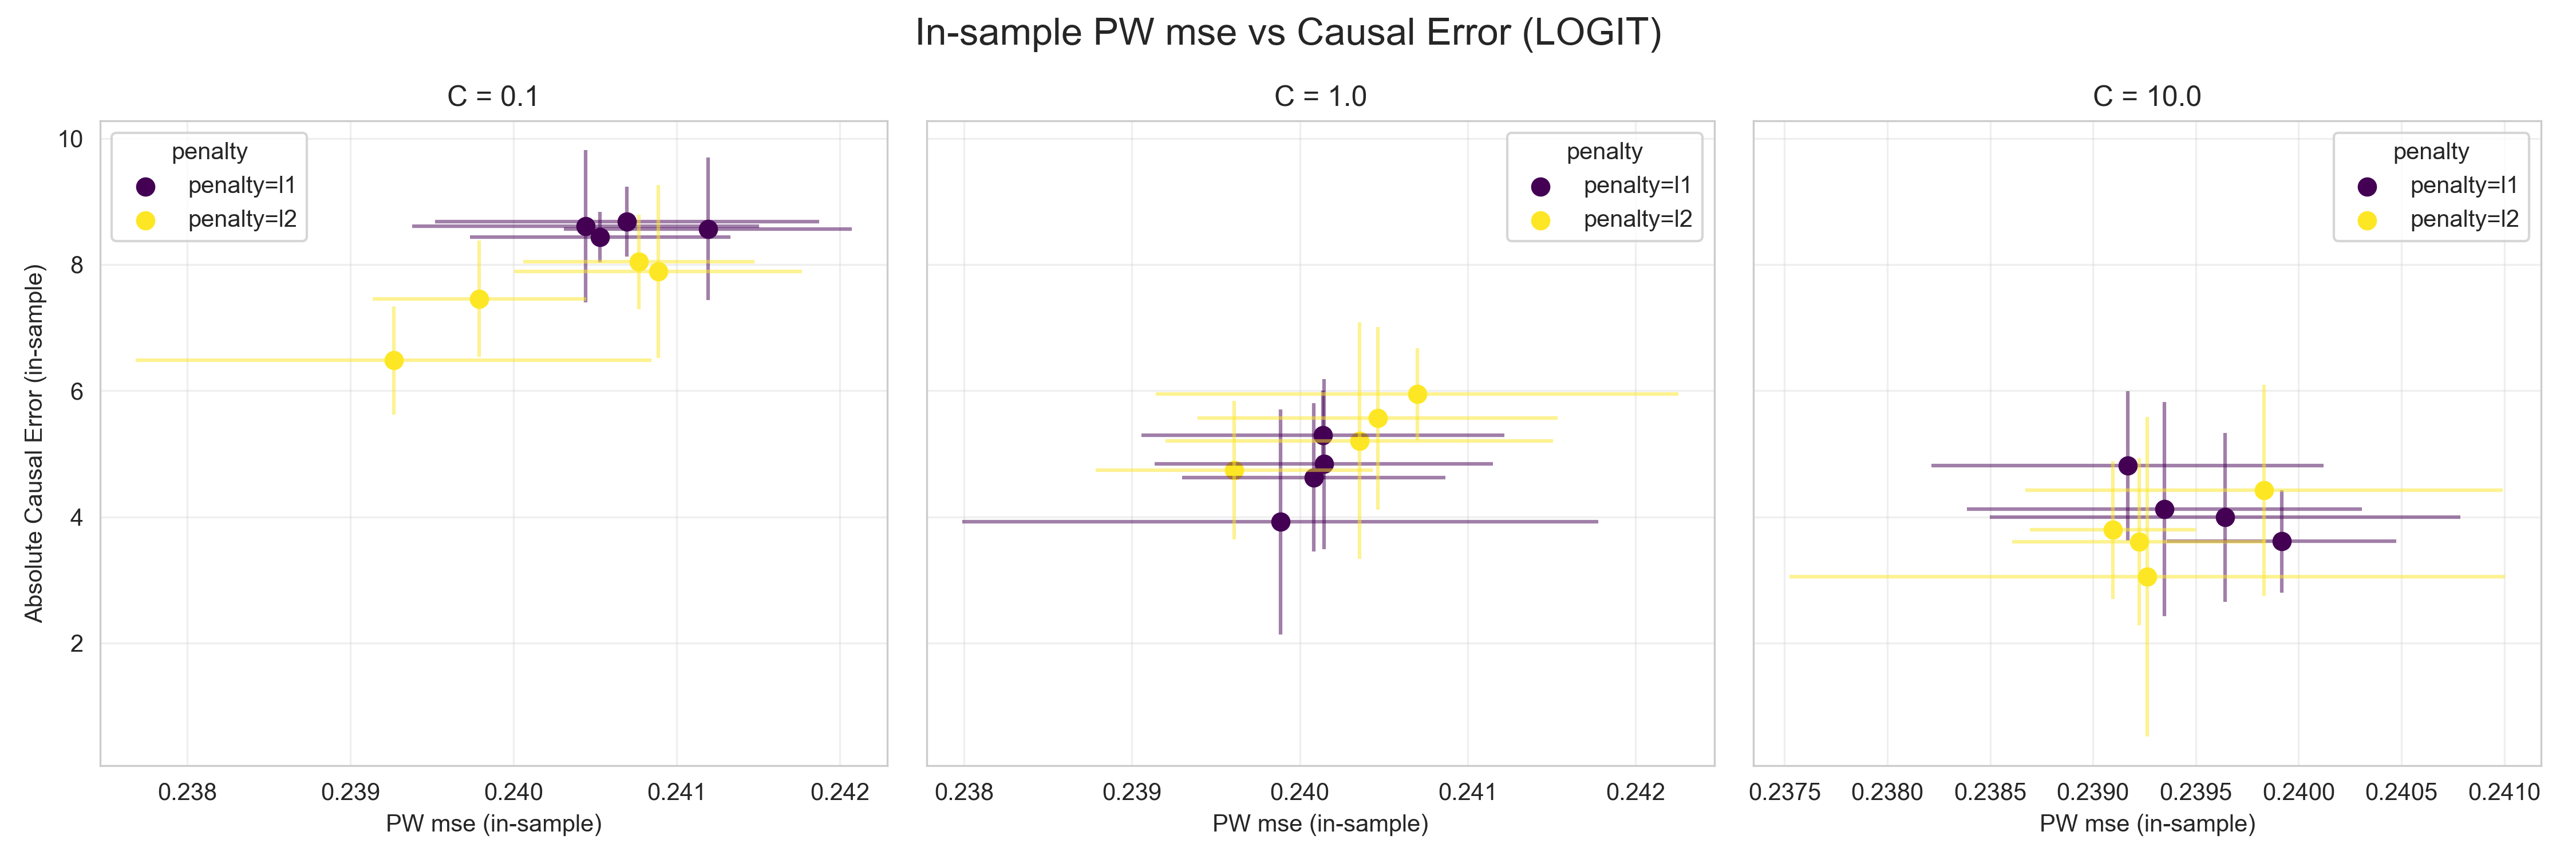 In-sample PW mse vs Causal Error (LOGIT)
C = 0.1
penalty
penalty=l1
penalty=l2
10
8
6
4
2
Absolute Causal Error (in-sample)
0.238
0.239
0.240
0.241
0.242
PW mse (in-sample)
C = 1.0
penalty
penalty=l1
penalty=l2
0.238
0.239
0.240
0.241
0.242
PW mse (in-sample)
C = 10.0
penalty
penalty=l1
penalty=l2
0.2375
0.2380
0.2385
0.2390
0.2395
0.2400
0.2405
0.2410
PW mse (in-sample)